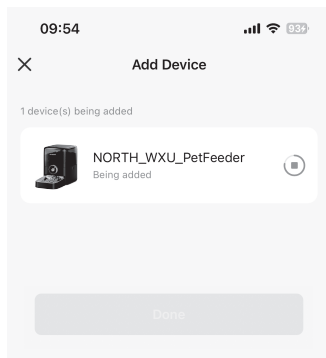 09:54
93
Add Device
1 device(s) being added
NORTH_WXU_PetFeeder
Being added
Done